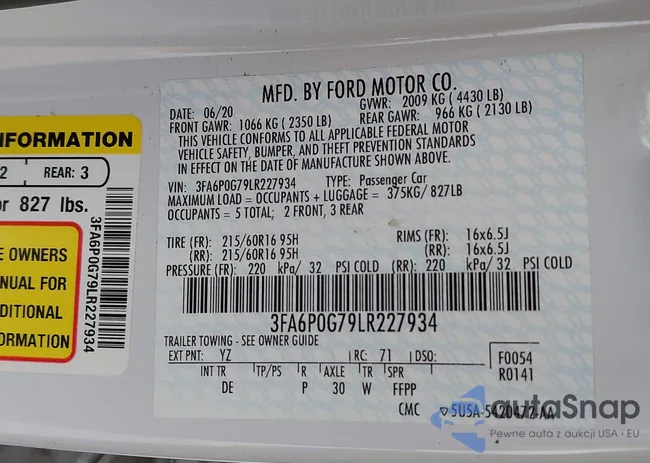 MFD. BY FORD MOTOR CO.
DATE: 06/20 GVWR: 2009 KG ( 4430 LB)
FRONT GAWR: 1066 KG ( 2350 LB) REAR GAWR: 966 KG ( 2130 LB)
THIS VEHICLE CONFORMS TO ALL APPLICABLE FEDERAL MOTOR
VEHICLE SAFETY, BUMPER, AND THEFT PREVENTION STANDARDS
IN EFFECT ON THE DATE OF MANUFACTURE SHOWN ABOVE.
VIN: 3FA6P0G79LR227934 TYPE: Passenger Car
MAXIMUM LOAD = OCCUPANTS + LUGGAGE = 375KG/ 827LB
OCCUPANTS = 5 TOTAL; 2 FRONT, 3 REAR
TIRE (FR): 215/60R16 95H RIMS (FR): 16x6.5J
(RR): 215/60R16 95H (RR): 16x6.5J
PRESSURE (FR): 220 kPa/ 32 PSI COLD (RR): 220 kPa/ 32 PSI COLD
3FA6P0G79LR227934
TRAILER TOWING - SEE OWNER GUIDE
EXT PNT: YZ RC: 71 DSO: F0054
INT TR TP/PS R AXLE TR SPR R0141
DE P 30 W FFPP
CMC 5U5A-5420472-AA
INFORMATION
2 REAR: 3
or 827 lbs.
E OWNERS
ANUAL FOR
DDITIONAL
FORMATION
3FA6P0G79LR227934
autaSnap
Pewne auta z aukcji USA i EU